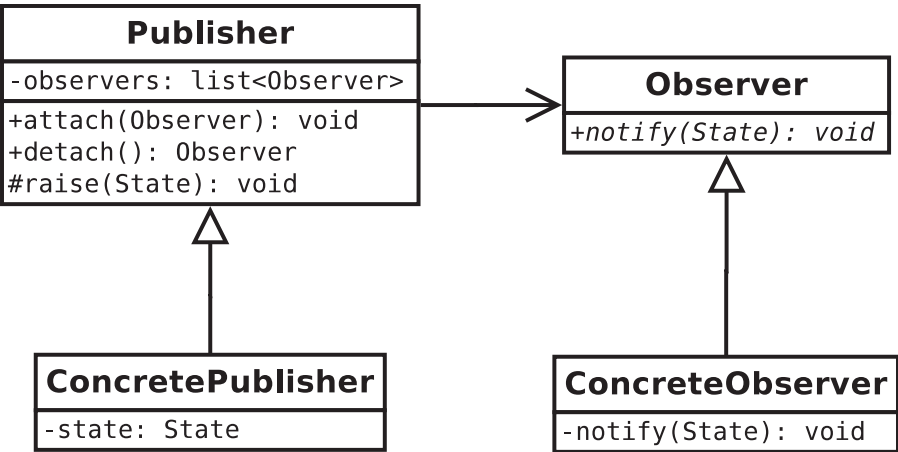 Publisher
-observers: list<Observer>
+attach(Observer): void
+detach(): Observer
#raise(State): void
Observer
+notify(State): void
ConcretePublisher
-state: State
ConcreteObserver
-notify(State): void